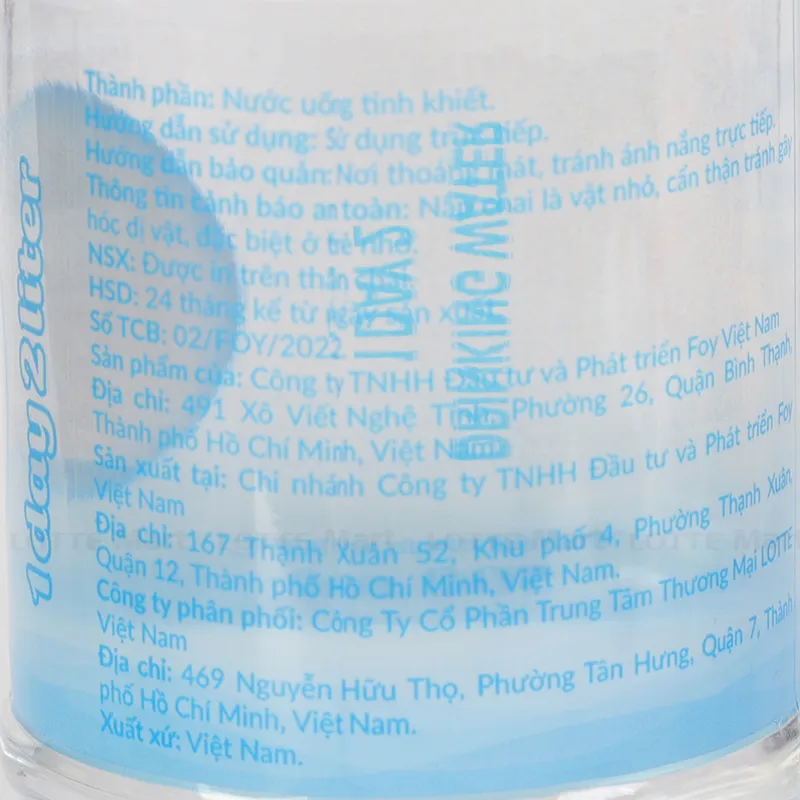 Thành phần: Nước uống tinh khiết.
Hướng dẫn sử dụng: Sử dụng trực tiếp.
Hướng dẫn bảo quản: Nơi thoáng mát, tránh ánh nắng trực tiếp.
Thông tin cảnh báo an toàn: Nắp chai là vật nhỏ, cẩn thận tránh gây
hóc dị vật, đặc biệt ở trẻ nhỏ.
NSX: Được in trên thân chai.
HSD: 24 tháng kể từ ngày sản xuất
Số TCB: 02/FOY/2022
Sản phẩm của: Công ty TNHH Đầu tư và Phát triển Foy Việt Nam
Địa chỉ: 491 Xô Viết Nghệ Tĩnh, Phường 26, Quận Bình Thạnh,
Thành phố Hồ Chí Minh, Việt Nam
Sản xuất tại: Chi nhánh Công ty TNHH Đầu tư và Phát triển Foy
Việt Nam
Địa chỉ: 167 Thạnh Xuân 52, Khu phố 4, Phường Thạnh Xuân,
Quận 12, Thành phố Hồ Chí Minh, Việt Nam.
Công ty phân phối: Công Ty Cổ Phần Trung Tâm Thương Mại LOTTE
Việt Nam
Địa chỉ: 469 Nguyễn Hữu Thọ, Phường Tân Hưng, Quận 7, Thành
phố Hồ Chí Minh, Việt Nam.
Xuất xứ: Việt Nam.
1day2liter
1 DAY 2
DRINKING WATER
LOTTE Mart